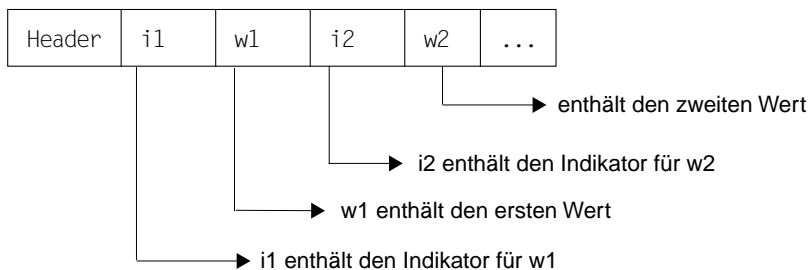 Header i1 w1 i2 w2 ...
enthält den zweiten Wert
i2 enthält den Indikator für w2
w1 enthält den ersten Wert
i1 enthält den Indikator für w1